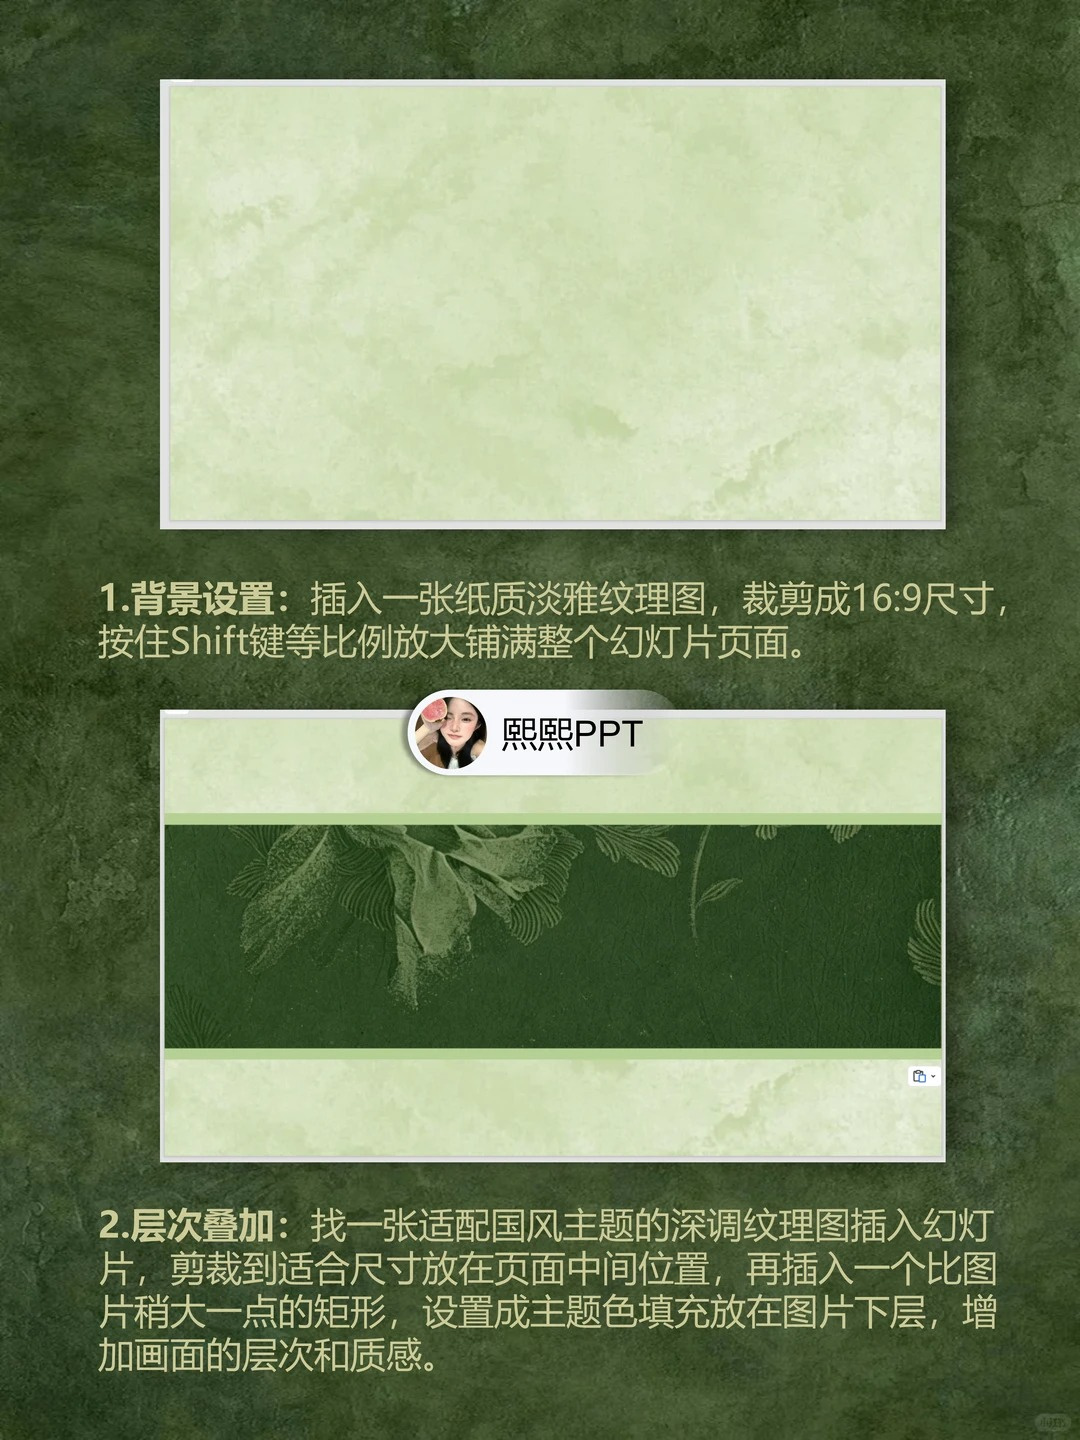 1.背景设置：插入一张纸质淡雅纹理图，裁剪成16:9尺寸，
按住Shift键等比例放大铺满整个幻灯片页面。
熙熙PPT
2.层次叠加：找一张适配国风主题的深调纹理图插入幻灯
片，剪裁到适合尺寸放在页面中间位置，再插入一个比图
片稍大一点的矩形，设置成主题色填充放在图片下层，增
加画面的层次和质感。